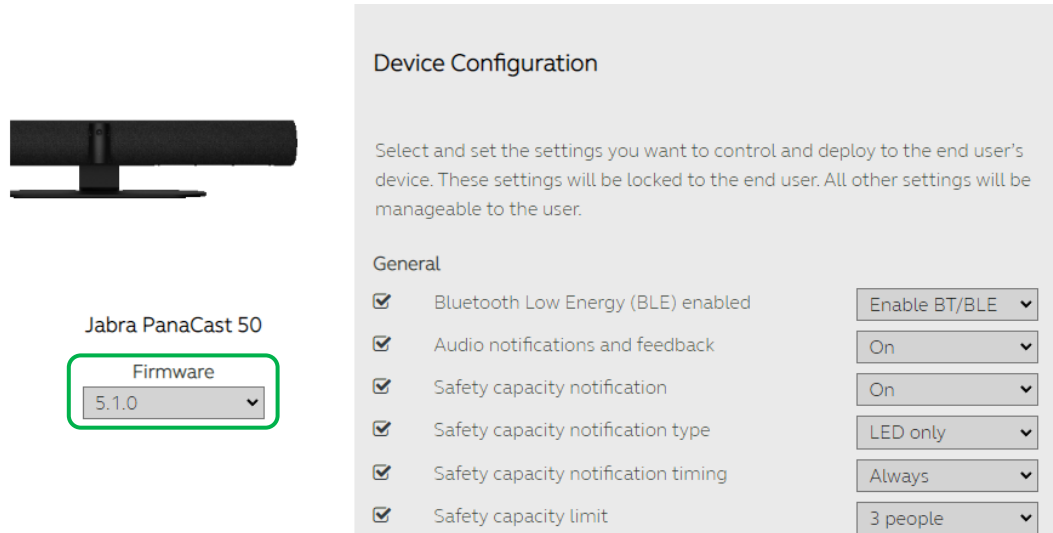 Device Configuration
Select and set the settings you want to control and deploy to the end user's
device. These settings will be locked to the end user. All other settings will be
manageable to the user.
General
Bluetooth Low Energy (BLE) enabled Enable BT/BLE
Audio notifications and feedback On
Safety capacity notification On
Safety capacity notification type LED only
Safety capacity notification timing Always
Safety capacity limit 3 people
Jabra PanaCast 50
Firmware
5.1.0